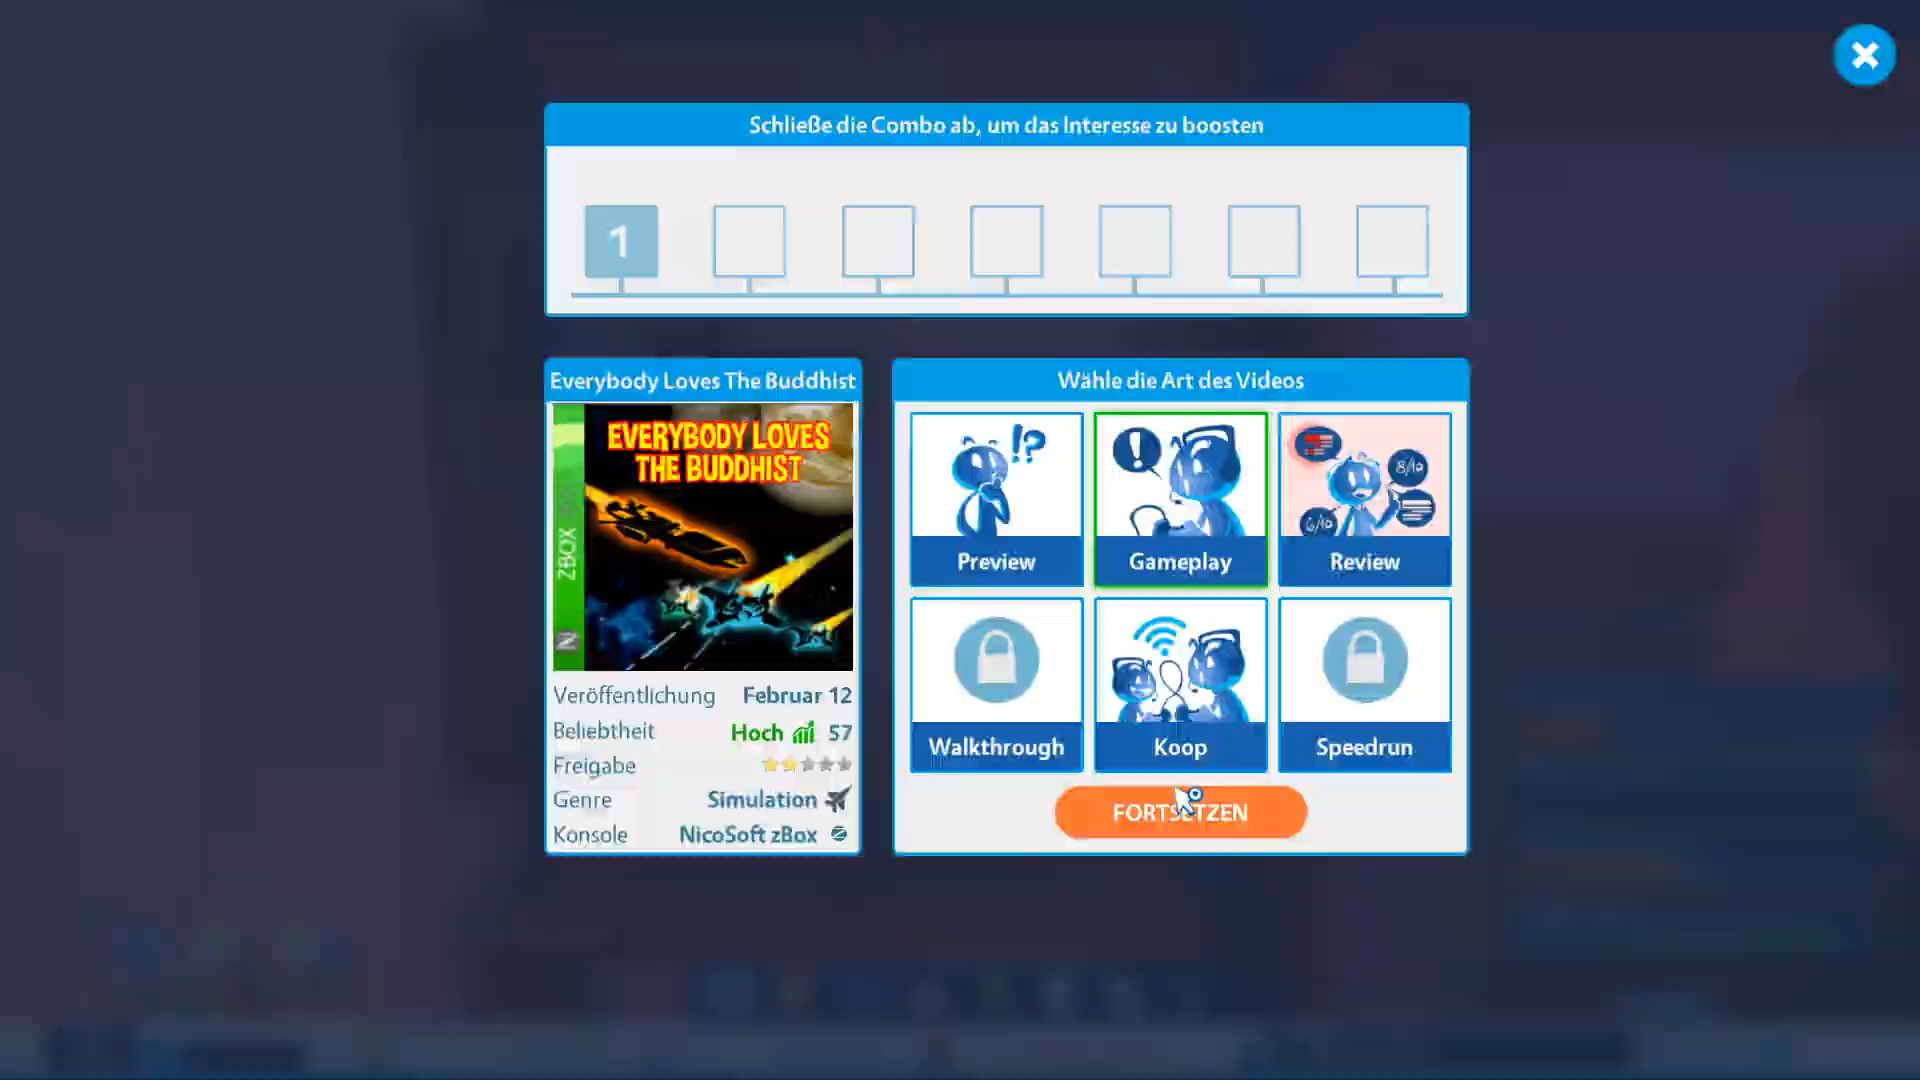 Schließe die Combo ab, um das Interesse zu boosten
1
Everybody Loves The Buddhist
EVERYBODY LOVES
THE BUDDHIST
ZBOX
Veröffentlichung Februar 12
Beliebtheit Hoch 57
Freigabe
Genre Simulation
Konsole NicoSoft zBox
Wähle die Art des Videos
!?
Preview
!
Gameplay
8/10
6/10
Review
Walkthrough
Koop
Speedrun
FORTSETZEN